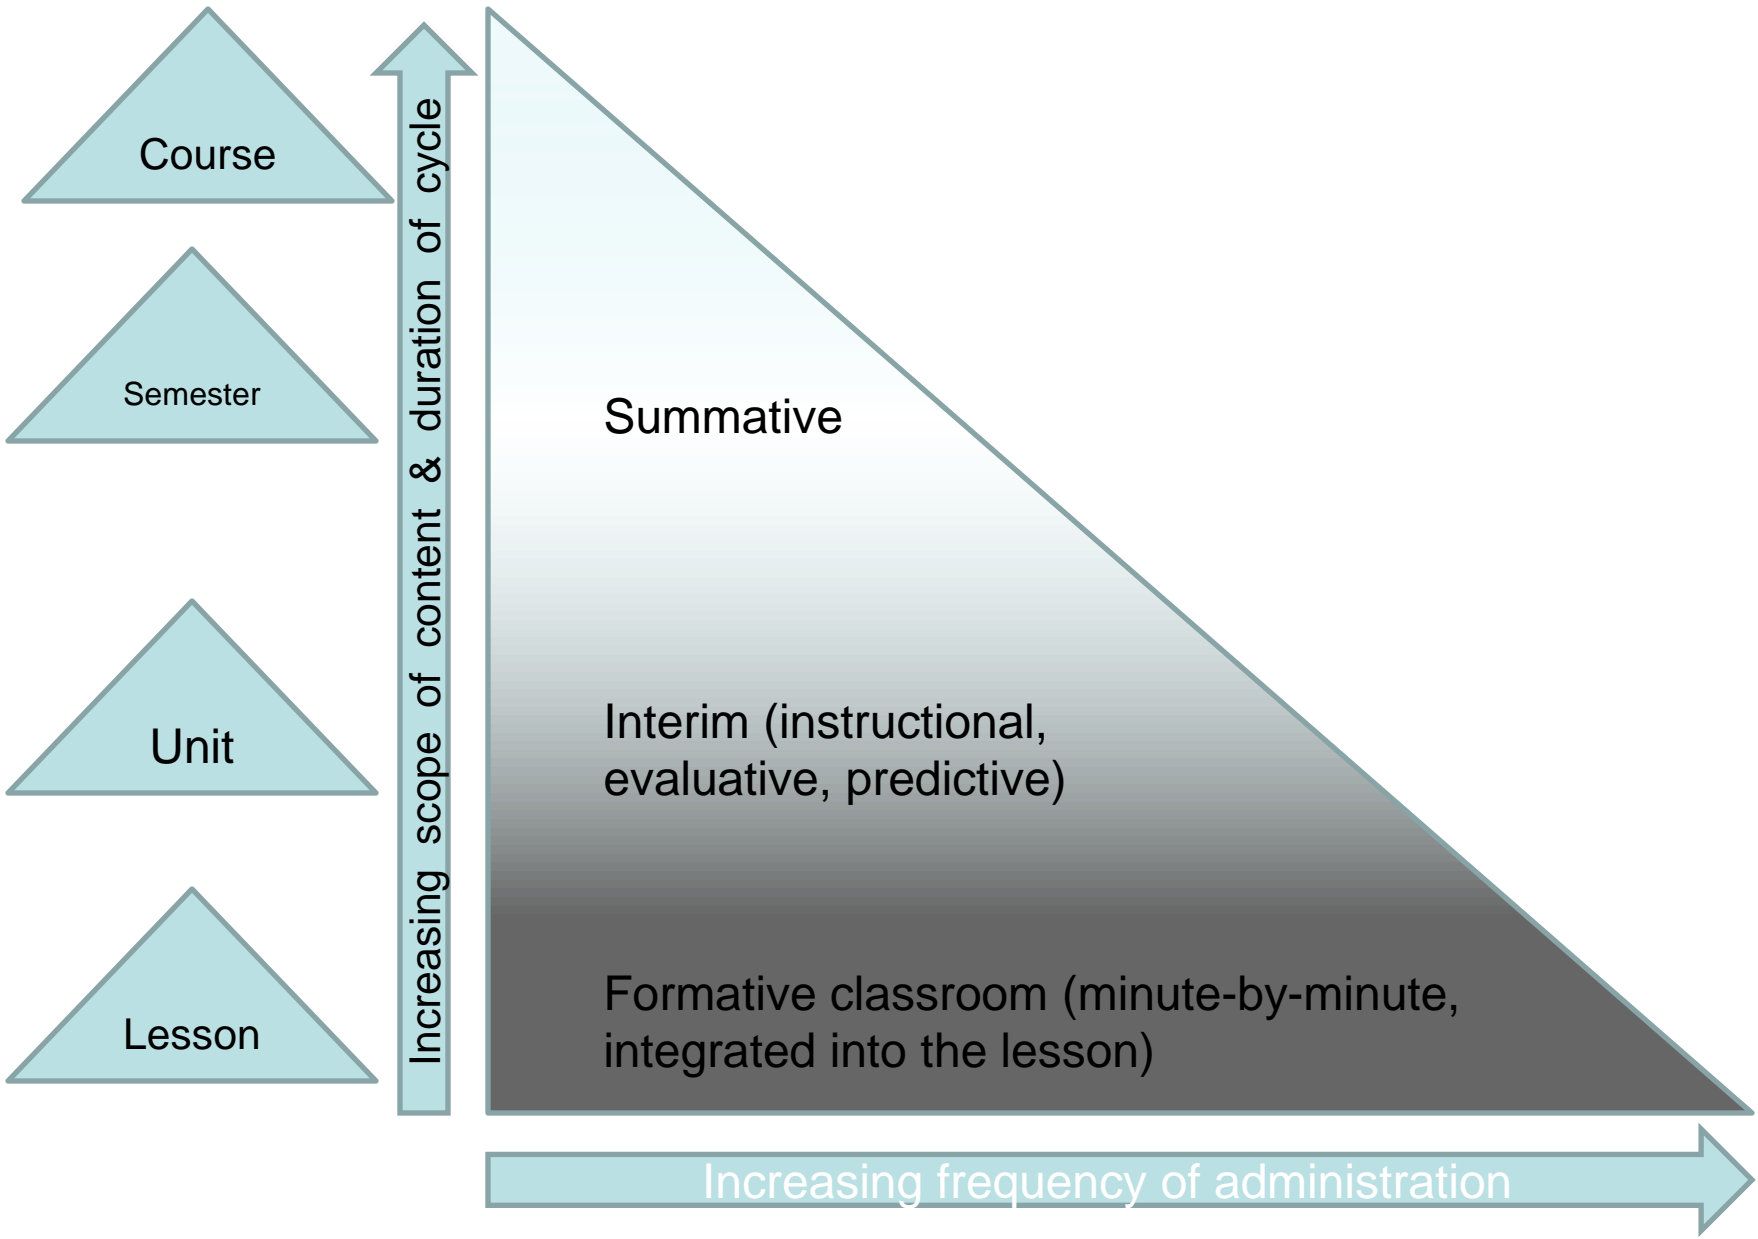 Course
Semester
Unit
Lesson
Increasing scope of content & duration of cycle
Summative
Interim (instructional,
evaluative, predictive)
Formative classroom (minute-by-minute,
integrated into the lesson)
Increasing frequency of administration